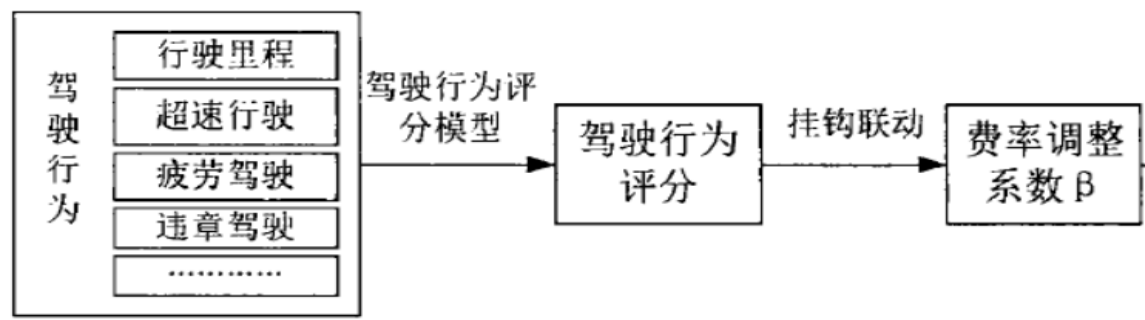 驾驶行为
行驶里程
超速行驶
疲劳驾驶
违章驾驶
…………
驾驶行为评
分模型
驾驶行为
评分
挂钩联动
费率调整
系数β